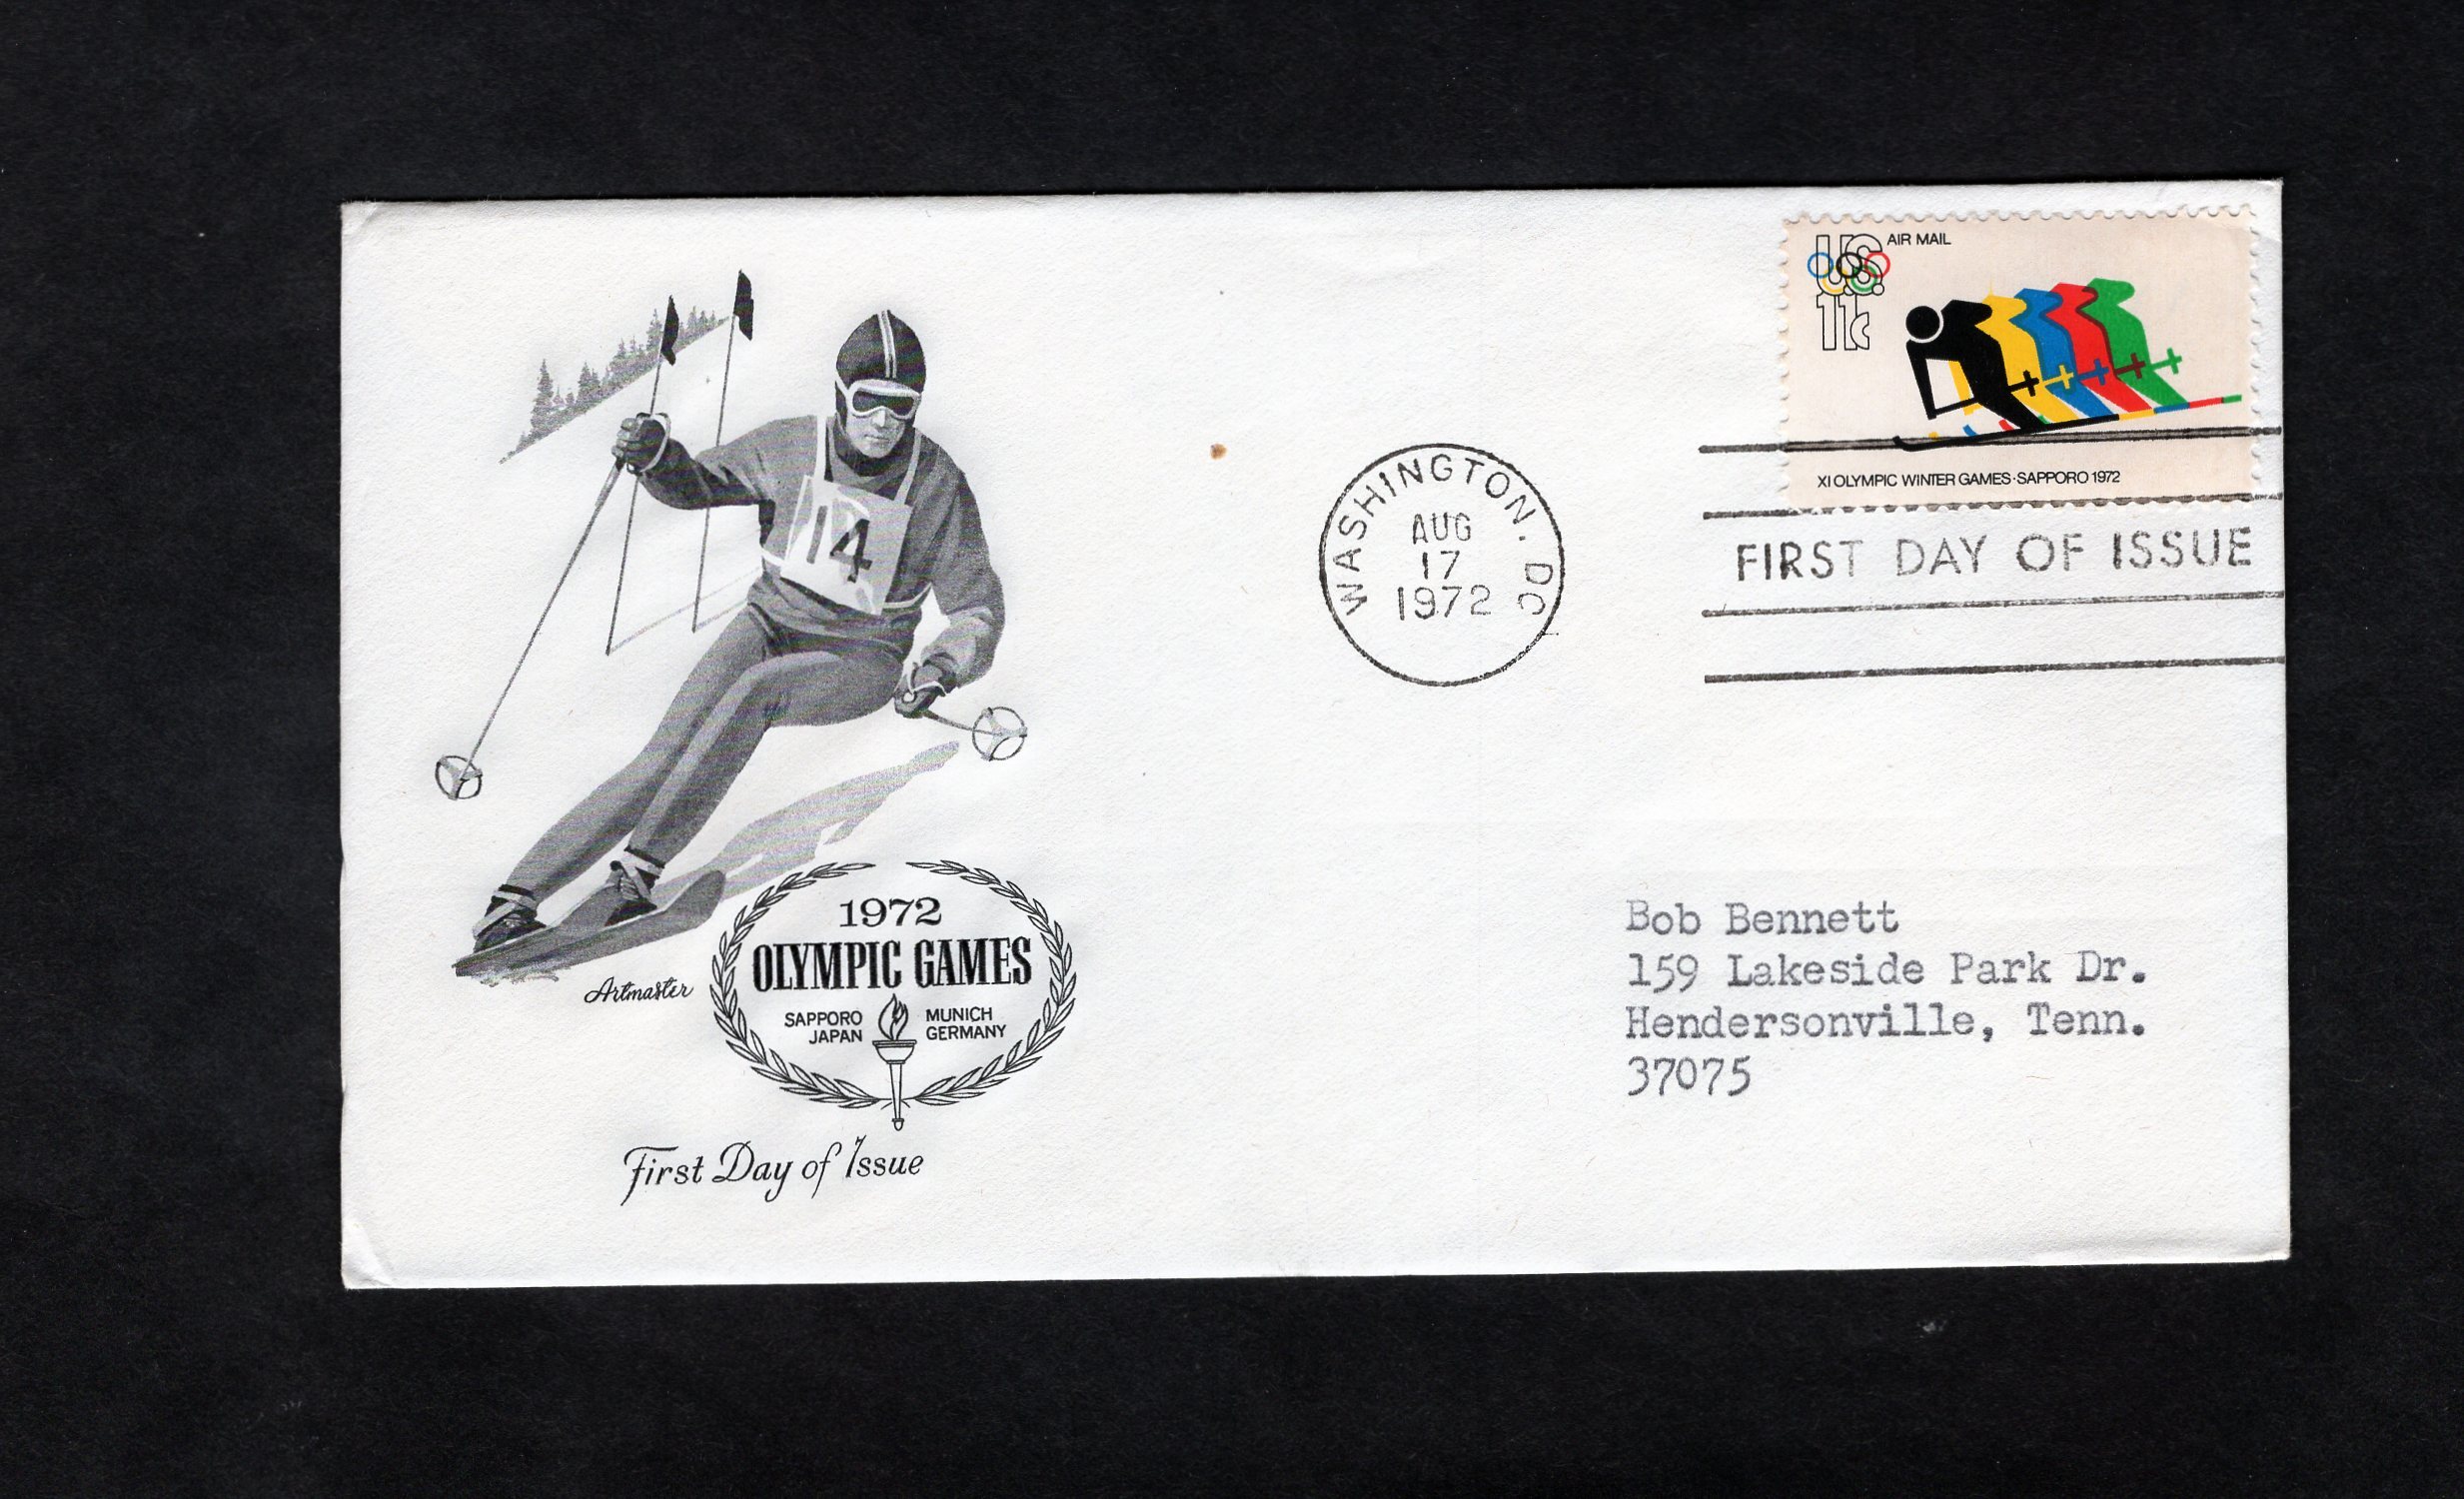 U.S. AIR MAIL
11c
XI OLYMPIC WINTER GAMES·SAPPORO 1972
WASHINGTON. DC
AUG
17
1972
FIRST DAY OF ISSUE
14
Artmaster
1972
OLYMPIC GAMES
SAPPORO
JAPAN
MUNICH
GERMANY
First Day of Issue
Bob Bennett
159 Lakeside Park Dr.
Hendersonville, Tenn.
37075